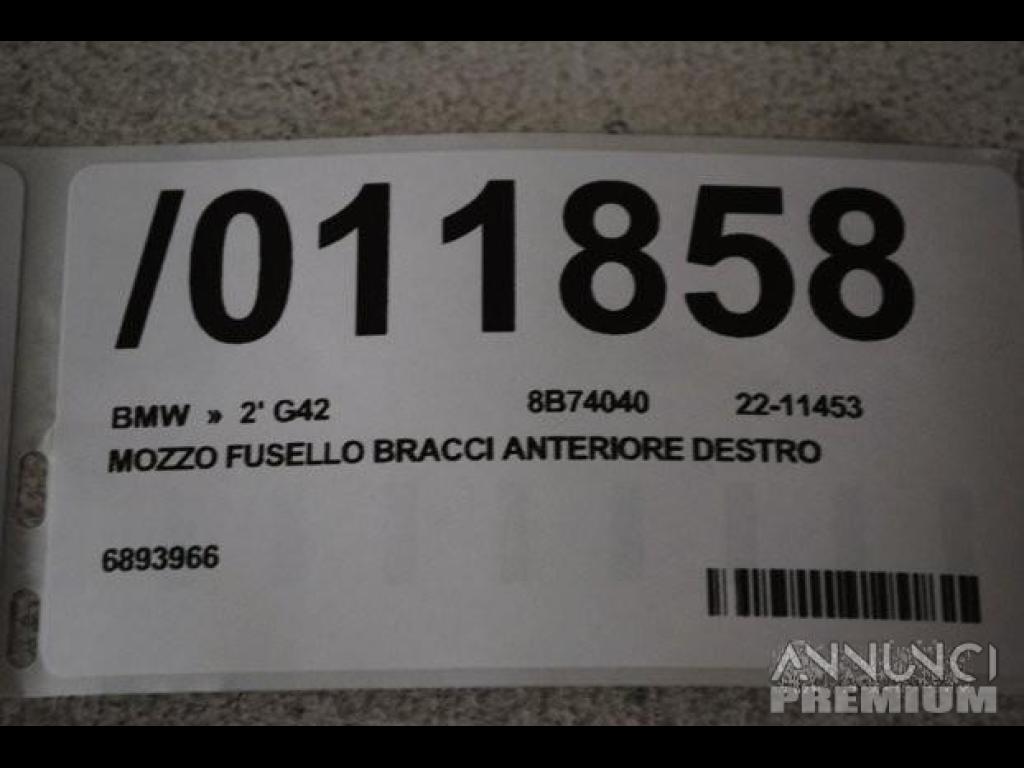 /011858
BMW » 2' G42 8B74040 22-11453
MOZZO FUSELLO BRACCI ANTERIORE DESTRO
6893966
ANNUNCI
PREMIUM